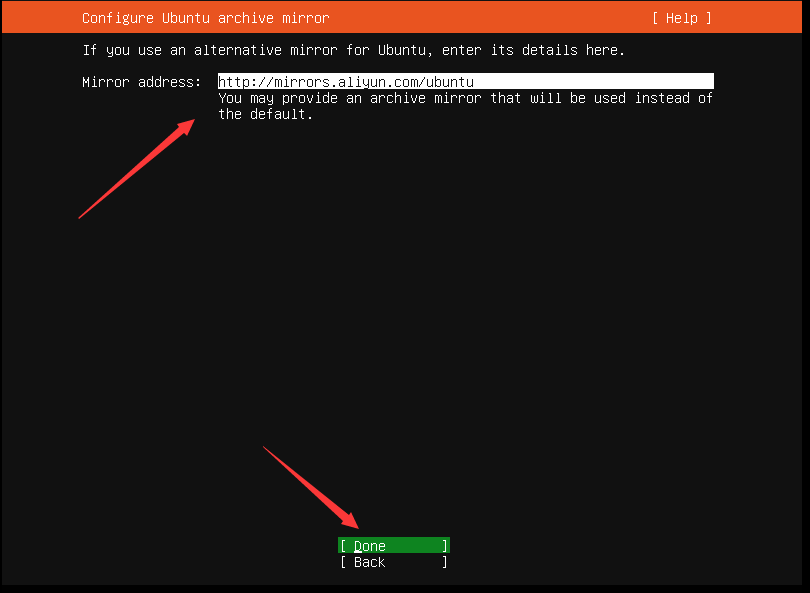 Configure Ubuntu archive mirror [ Help ]
If you use an alternative mirror for Ubuntu, enter its details here.
Mirror address: http://mirrors.aliyun.com/ubuntu
You may provide an archive mirror that will be used instead of
the default.
[ Done ]
[ Back ]